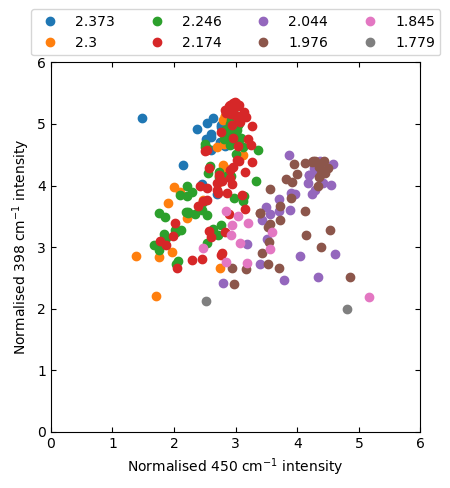 2.373 2.246 2.044 1.845
2.3 2.174 1.976 1.779
6
5
4
3
2
1
0
Normalised 398 cm⁻¹ intensity
0 1 2 3 4 5 6
Normalised 450 cm⁻¹ intensity